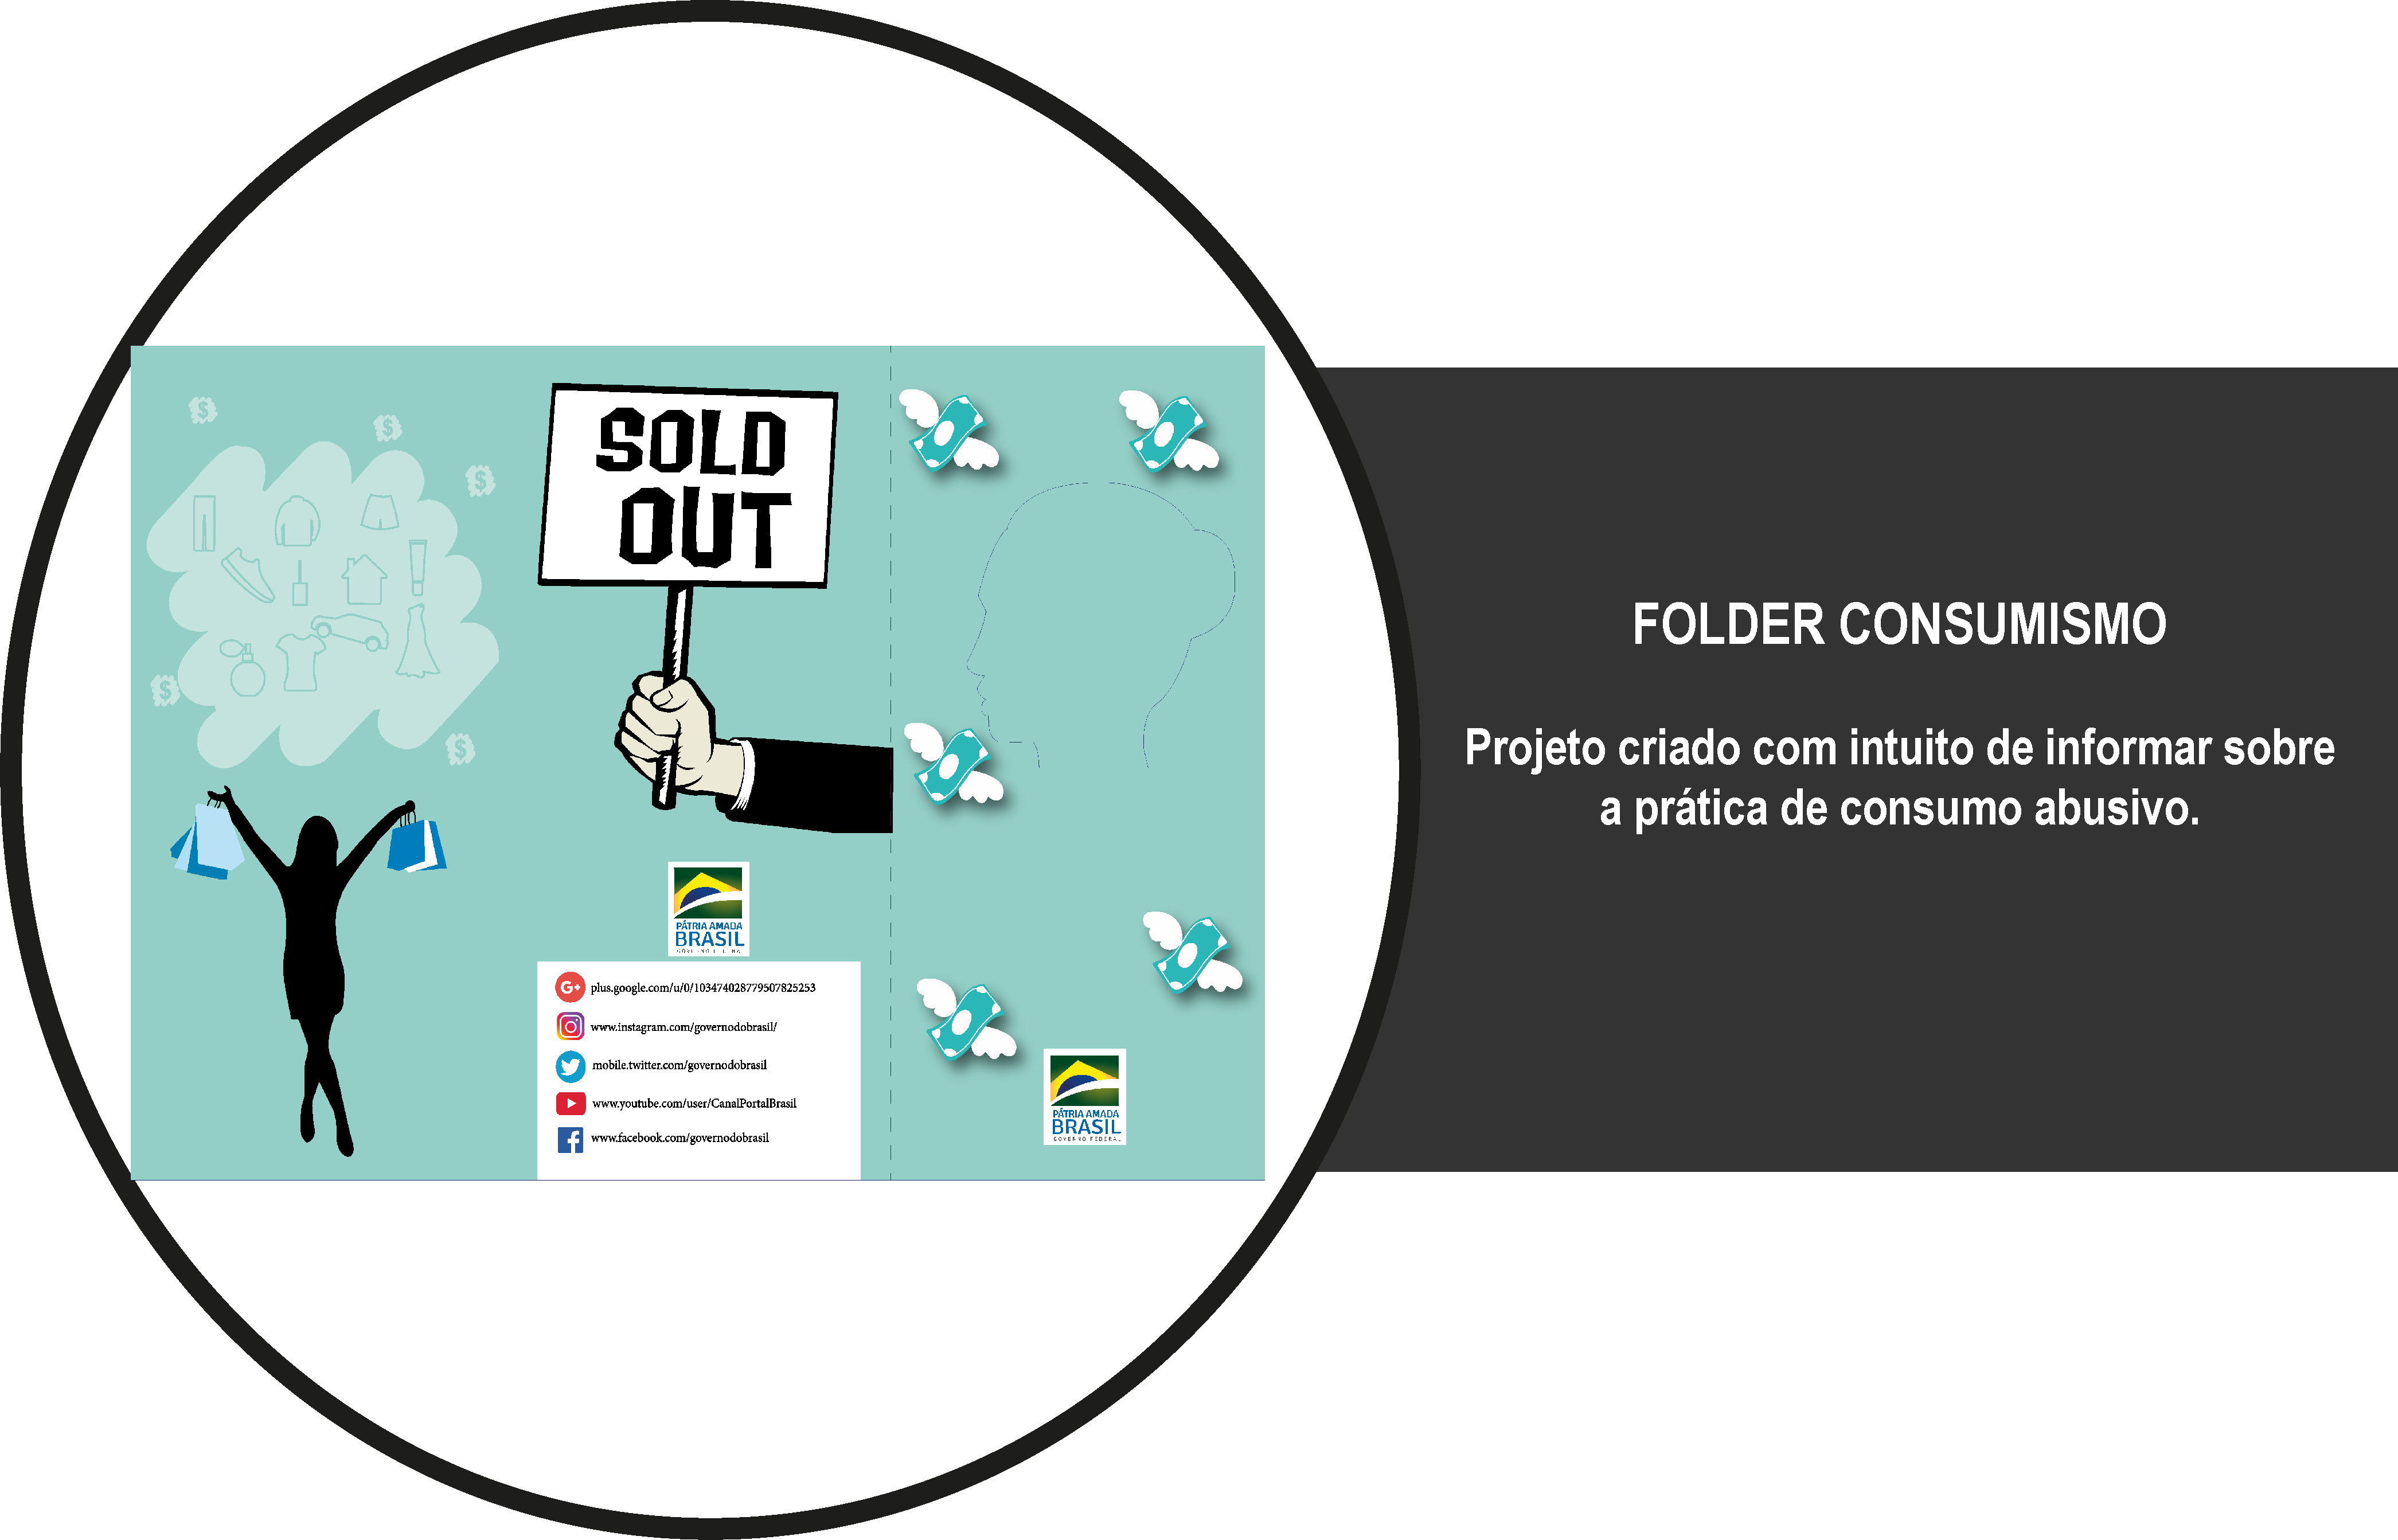 $
$
$
$
$
SOLD
OUT
PÁTRIA AMADA
BRASIL
plus.google.com/u/0/103474028779507825253
www.instagram.com/governodobrasil/
mobile.twitter.com/governodobrasil
www.youtube.com/user/CanalPortalBrasil
www.facebook.com/governodobrasil
PÁTRIA AMADA
BRASIL
GOVERNO FEDERAL
FOLDER CONSUMISMO
Projeto criado com intuito de informar sobre
a prática de consumo abusivo.